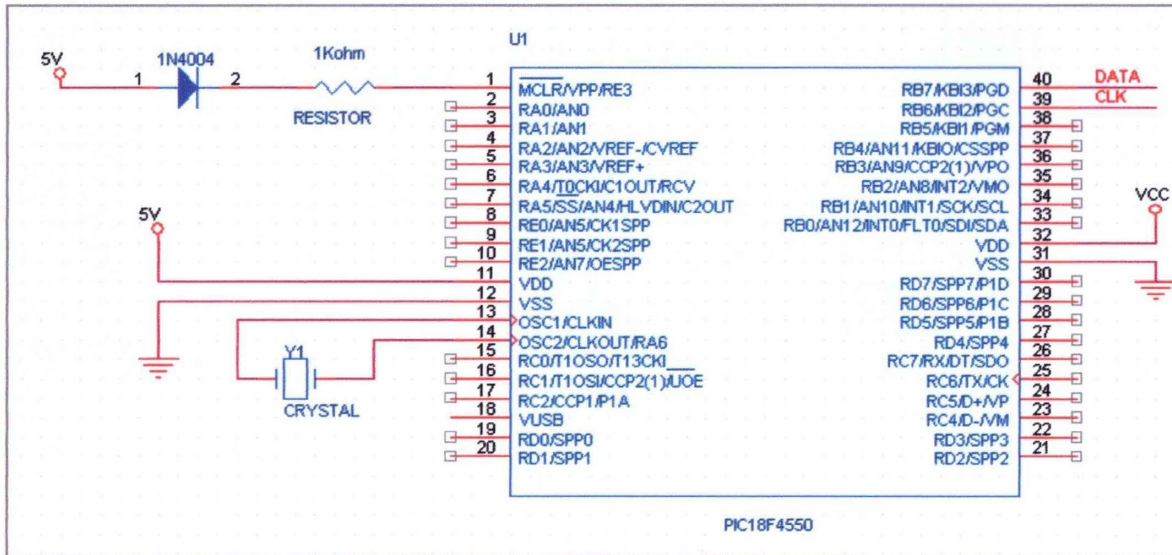 U1
5V
1N4004
1
2
1Kohm
RESISTOR
1 MCLR/VPP/RE3
2 RA0/AN0
3 RA1/AN1
4 RA2/AN2/VREF-/CVREF
5 RA3/AN3/VREF+
6 RA4/T0CKI/C1OUT/RCV
7 RA5/SS/AN4/HLVDIN/C2OUT
8 RE0/AN5/CK1SPP
9 RE1/AN5/CK2SPP
10 RE2/AN7/OESPP
11 VDD
12 VSS
13 OSC1/CLKIN
14 OSC2/CLKOUT/RA6
15 RC0/T1OSO/T13CKI
16 RC1/T1OSI/CCP2(1)/UOE
17 RC2/CCP1/P1A
18 VUSB
19 RD0/SPP0
20 RD1/SPP1
5V
Y1
CRYSTAL
RB7/KBI3/PGD 40 DATA
RB6/KBI2/PGC 39 CLK
RB5/KBI1/PGM 38
RB4/AN11/KBIO/CSSPP 37
RB3/AN9/CCP2(1)/VPO 36
RB2/AN8/INT2/VMO 35
RB1/AN10/INT1/SCK/SCL 34
RB0/AN12/INT0/FLT0/SDI/SDA 33
VDD 32
VSS 31
RD7/SPP7/P1D 30
RD6/SPP6/P1C 29
RD5/SPP5/P1B 28
RD4/SPP4 27
RC7/RX/DT/SDO 26
RC6/TX/CK 25
RC5/D+/VP 24
RC4/D-/VM 23
RD3/SPP3 22
RD2/SPP2 21
VCC
PIC18F4550